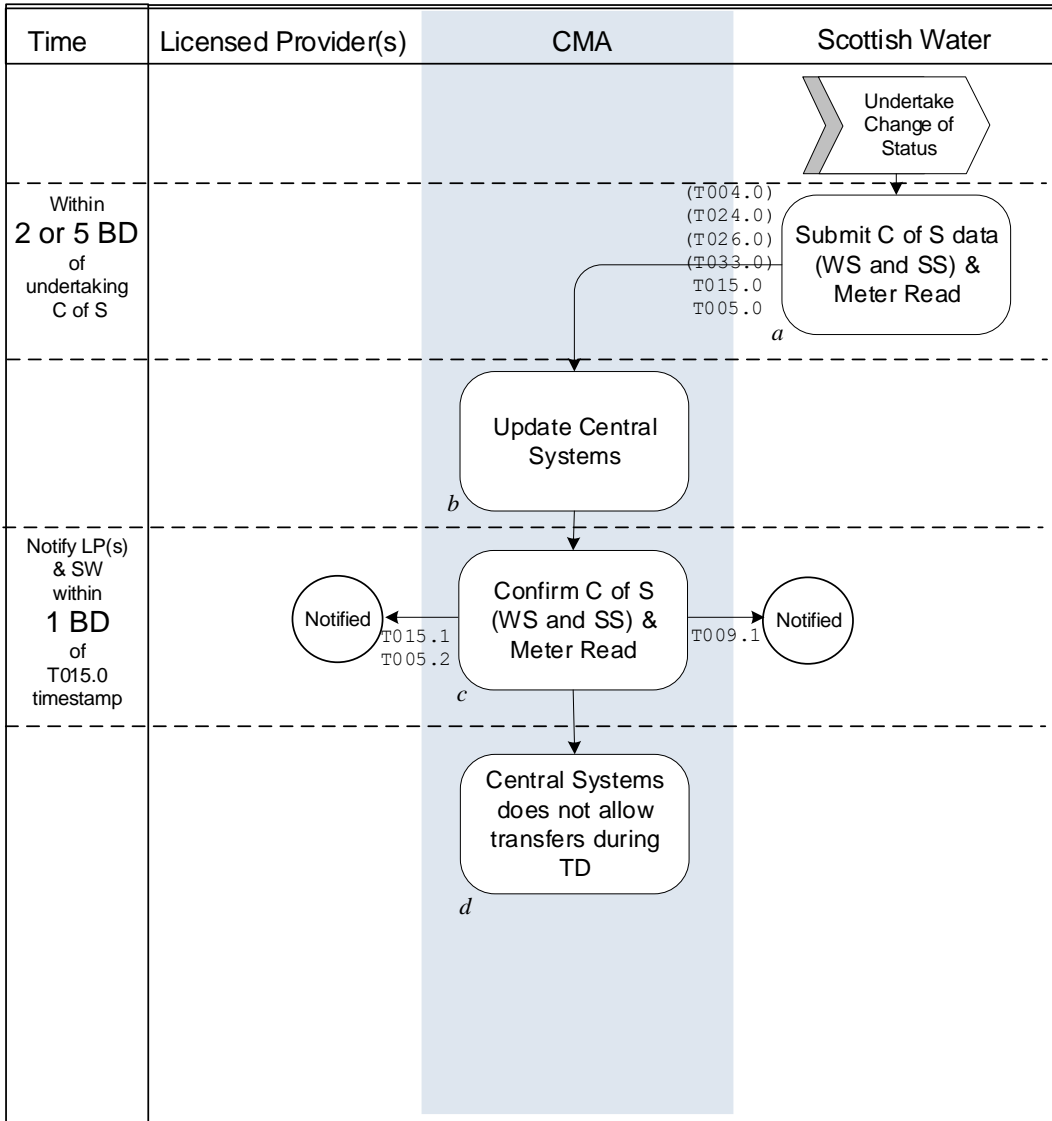 Time
Licensed Provider(s)
CMA
Scottish Water
Undertake
Change of
Status
Within
2 or 5 BD
of
undertaking
C of S
(T004.0)
(T024.0)
(T026.0)
(T033.0)
T015.0
T005.0
Submit C of S data
(WS and SS) &
Meter Read
a
Update Central
Systems
b
Notify LP(s)
& SW
within
1 BD
of
T015.0
timestamp
Notified
T015.1
T005.2
Confirm C of S
(WS and SS) &
Meter Read
c
T009.1
Notified
Central Systems
does not allow
transfers during
TD
d